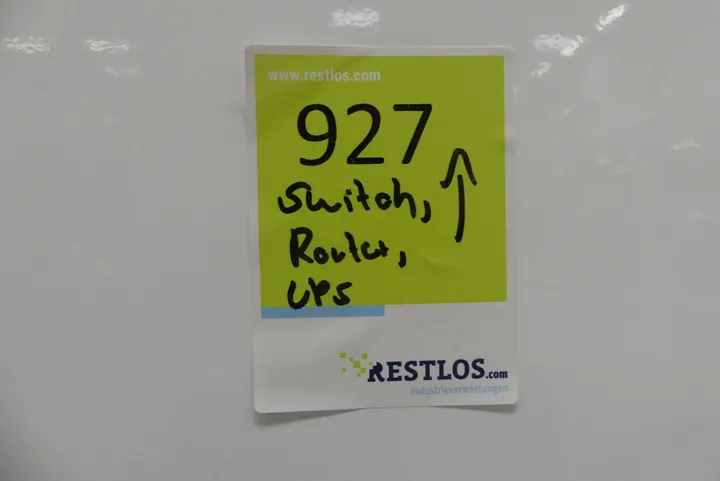 www.restlos.com
927
Switch,
Router,
UPS
RESTLOS.com
Industrieverwertungen